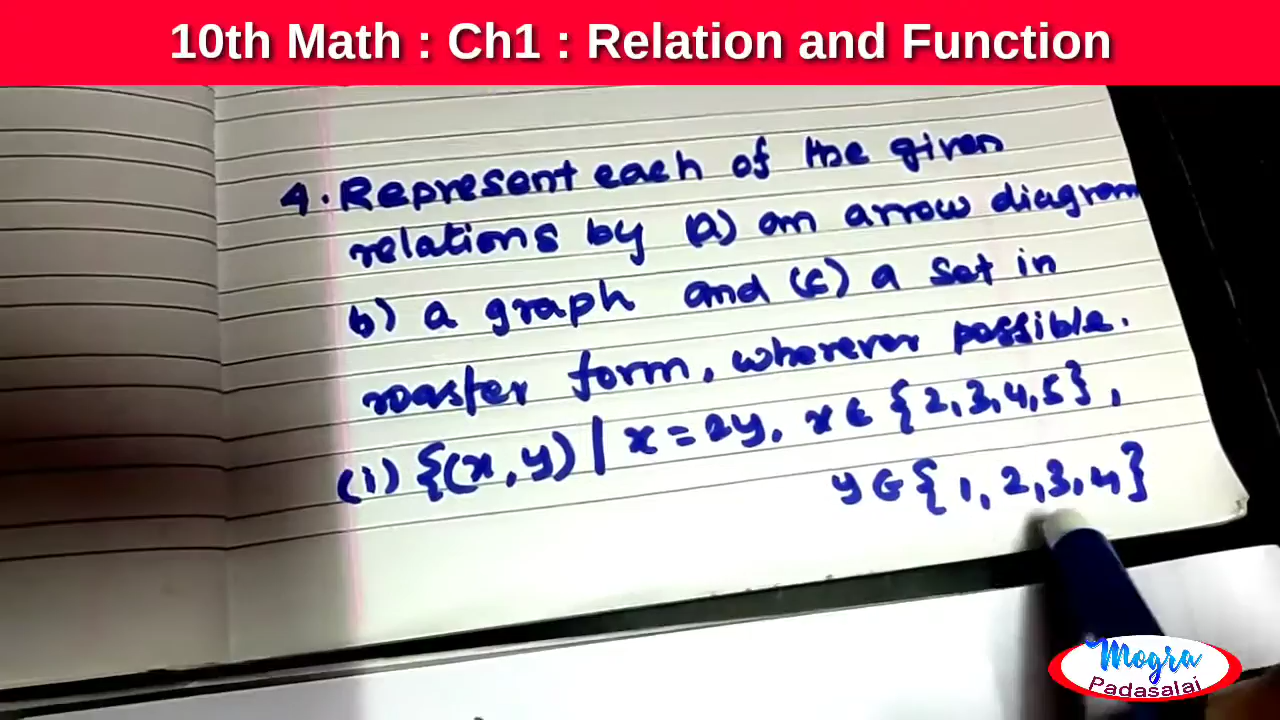 10th Math : Ch1 : Relation and Function
4. Represent each of the given
relations by (a) an arrow diagram
b) a graph and (c) a set in
roaster form, wherever possible.
(i) {(x, y) | x = 2y, x ∈ {2,3,4,5},
y ∈ {1, 2, 3, 4}
Mogra
Padasalai